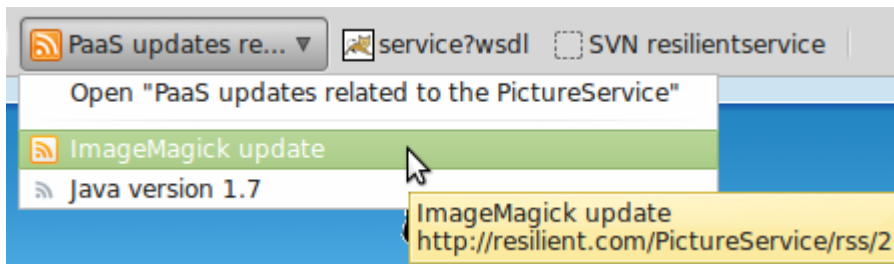 PaaS updates re... ▼ service?wsdl SVN resilientservice
Open "PaaS updates related to the PictureService"
ImageMagick update
Java version 1.7
ImageMagick update
http://resilient.com/PictureService/rss/2